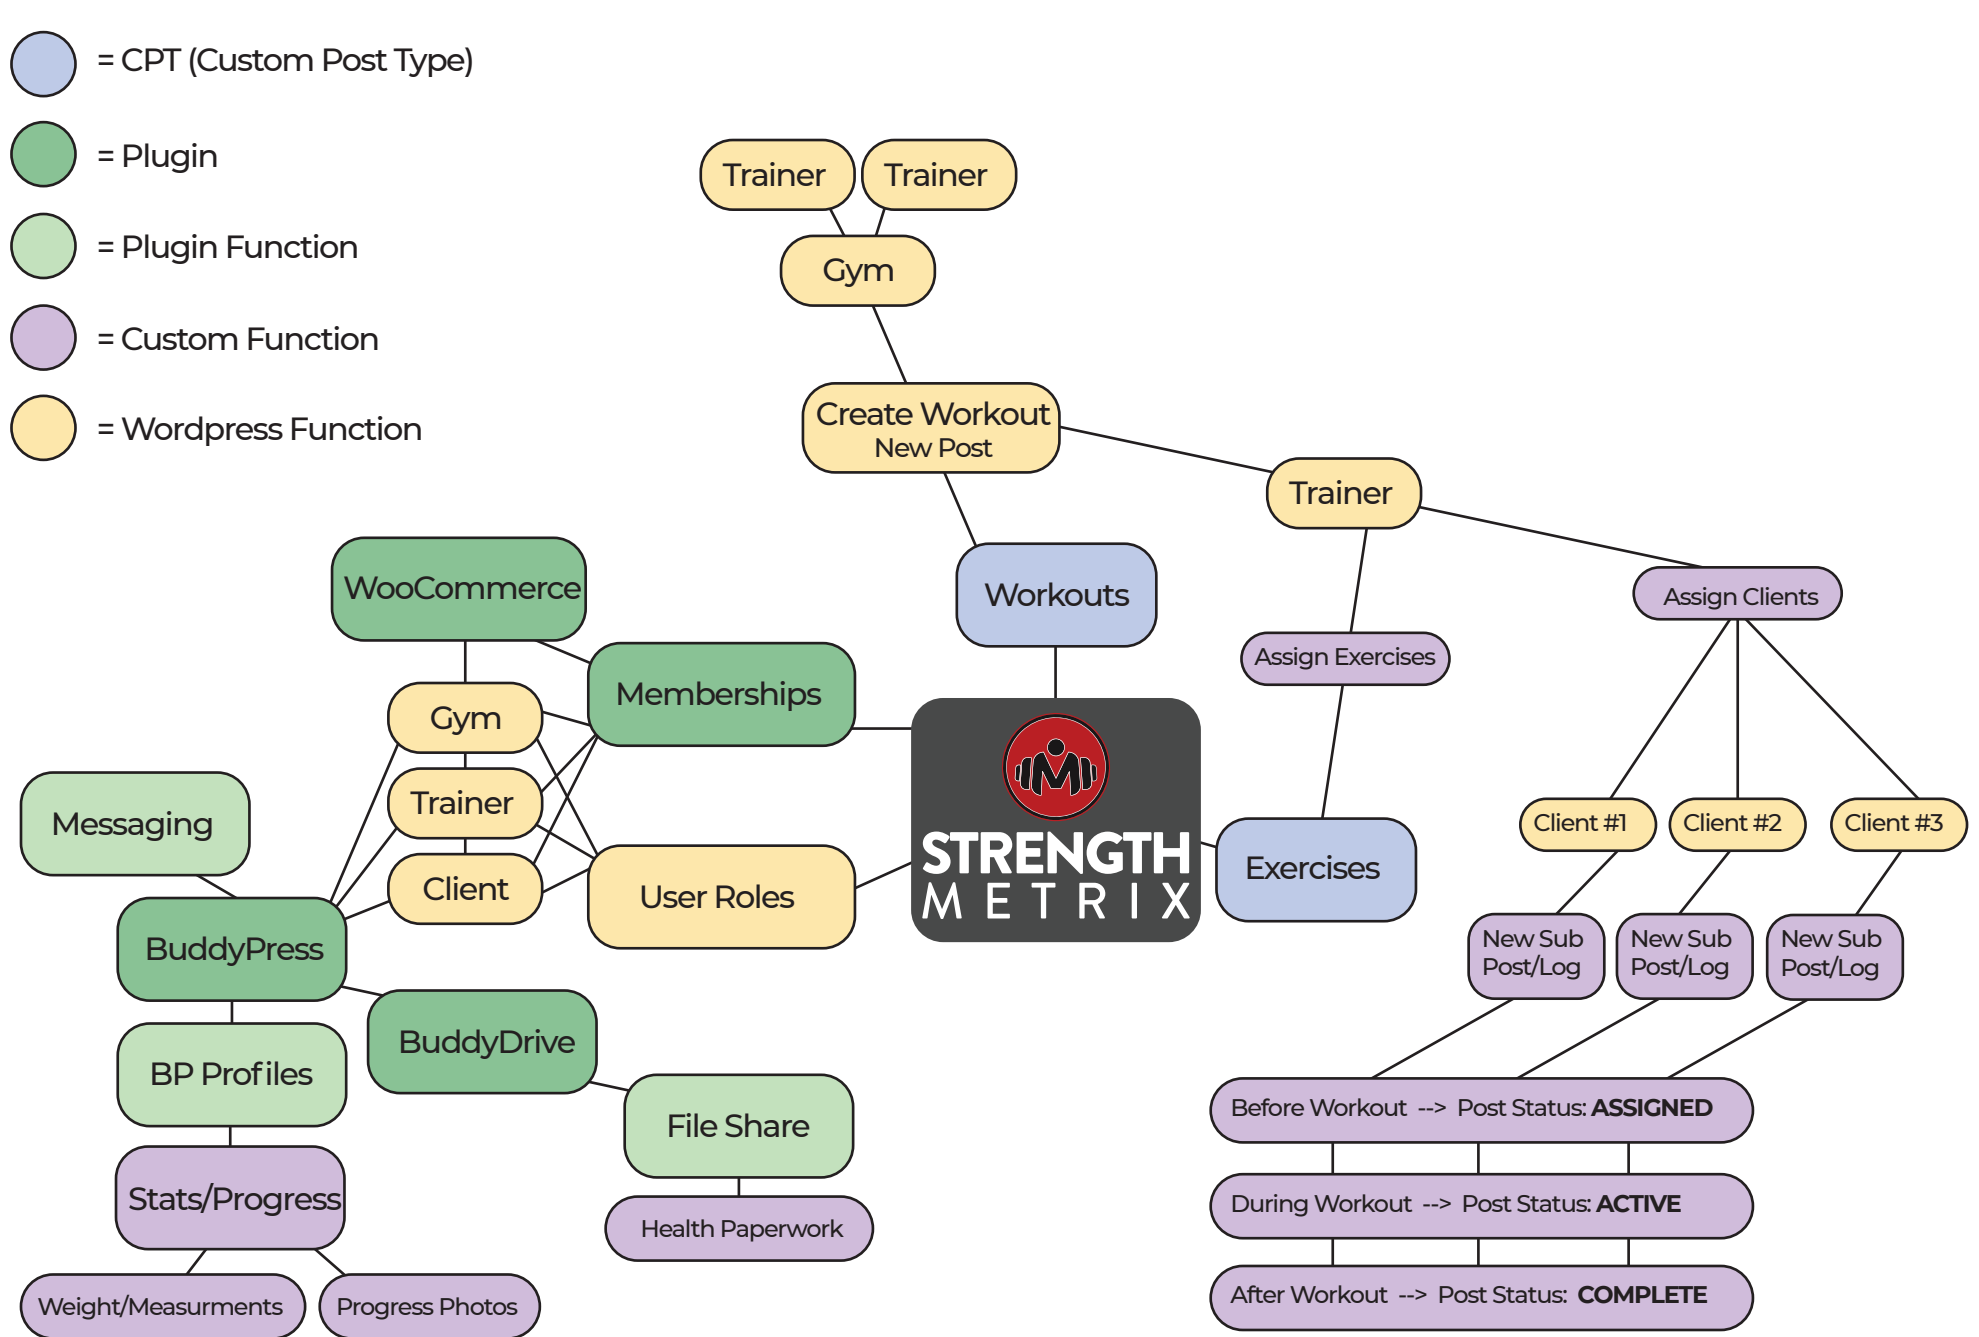 = CPT (Custom Post Type)
= Plugin
= Plugin Function
= Custom Function
= Wordpress Function
Trainer
Trainer
Gym
Create Workout
New Post
Trainer
Workouts
Assign Clients
Assign Exercises
WooCommerce
Memberships
Gym
Trainer
Client
User Roles
STRENGTH
METRIX
Exercises
Client #1
Client #2
Client #3
New Sub
Post/Log
New Sub
Post/Log
New Sub
Post/Log
Messaging
BuddyPress
BP Profiles
BuddyDrive
File Share
Stats/Progress
Health Paperwork
Weight/Measurments
Progress Photos
Before Workout --> Post Status: ASSIGNED
During Workout --> Post Status: ACTIVE
After Workout --> Post Status: COMPLETE